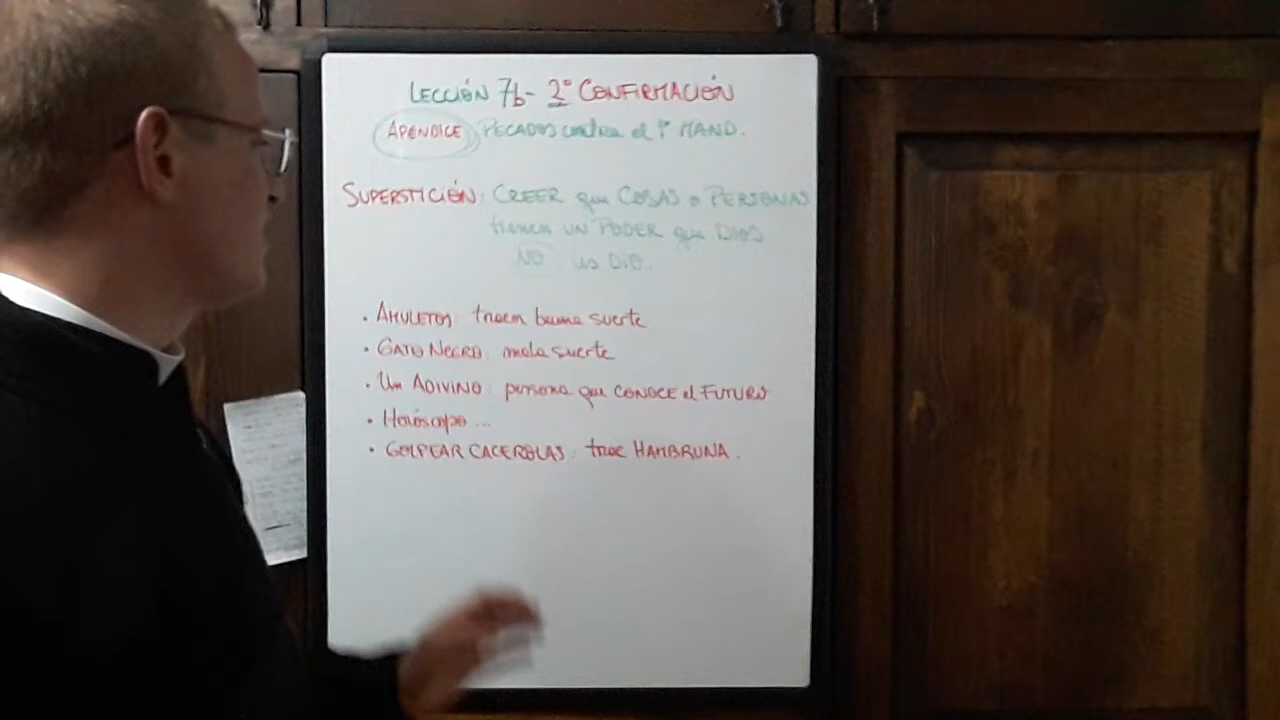 LECCIÓN 7b - 2º CONFIRMACIÓN
APÉNDICE PECADOS contra el 1º MAND.
SUPERSTICIÓN: CREER que COSAS o PERSONAS
tienen UN PODER que DIOS
NO les DIO.
• AMULETOS: traen buena suerte
• GATO NEGRO: mala suerte
• Un ADIVINO: persona que CONOCE el FUTURO
• Horóscopo ...
• GOLPEAR CACEROLAS: trae HAMBRUNA.